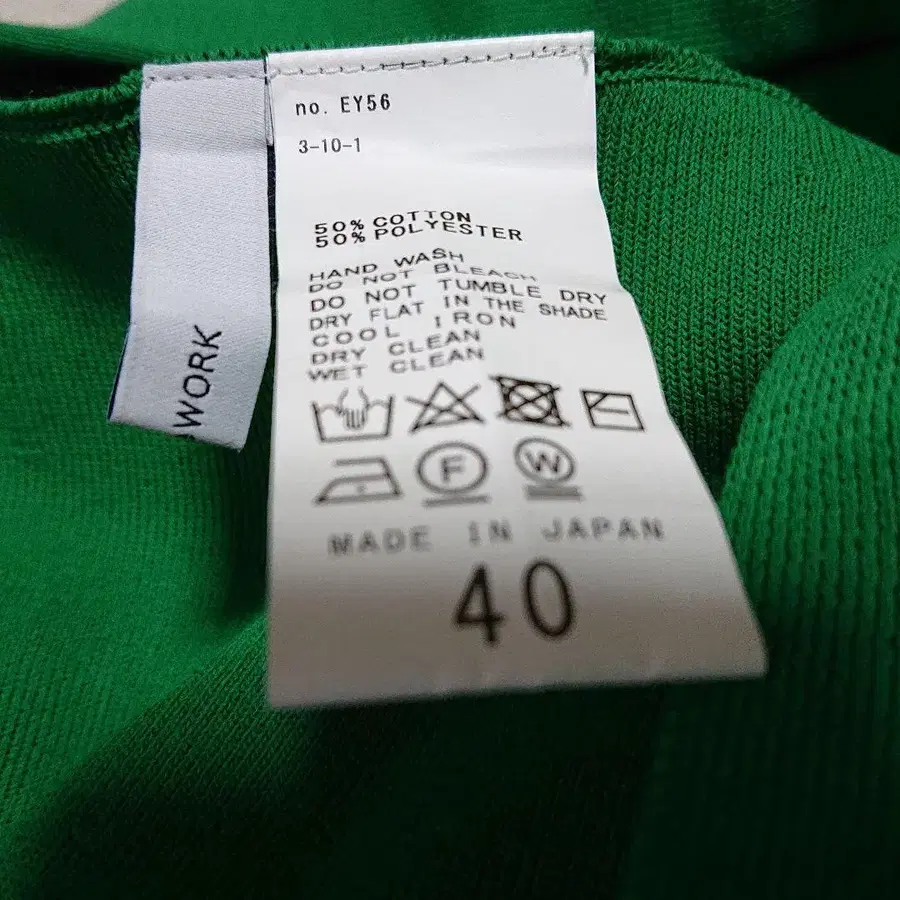 no. EY56
3-10-1
50% COTTON
50% POLYESTER
HAND WASH
DO NOT BLEACH
DO NOT TUMBLE DRY
DRY FLAT IN THE SHADE
COOL IRON
DRY CLEAN
WET CLEAN
F
W
MADE IN JAPAN
40
WORK